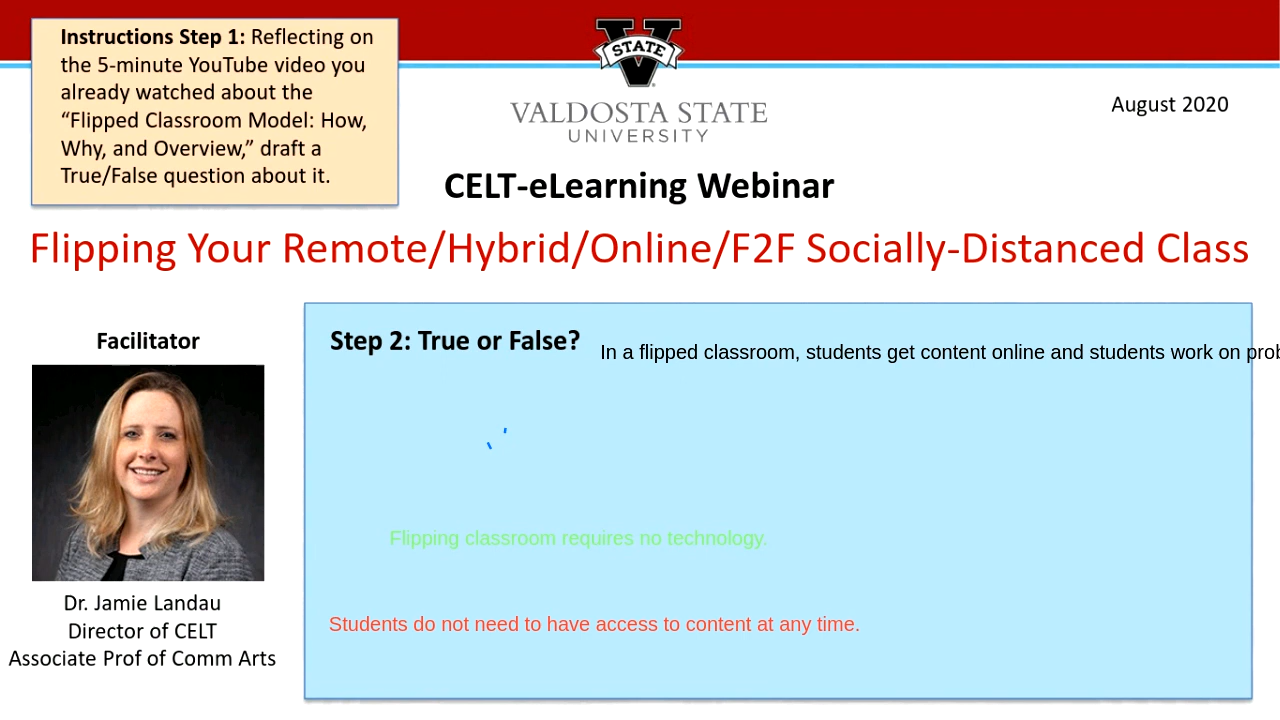 Instructions Step 1: Reflecting on
the 5-minute YouTube video you
already watched about the
“Flipped Classroom Model: How,
Why, and Overview,” draft a
True/False question about it.
STATE
VALDOSTA STATE
UNIVERSITY
August 2020
CELT-eLearning Webinar
Flipping Your Remote/Hybrid/Online/F2F Socially-Distanced Class
Facilitator
Dr. Jamie Landau
Director of CELT
Associate Prof of Comm Arts
Step 2: True or False?
In a flipped classroom, students get content online and students work on
Flipping classroom requires no technology.
Students do not need to have access to content at any time.